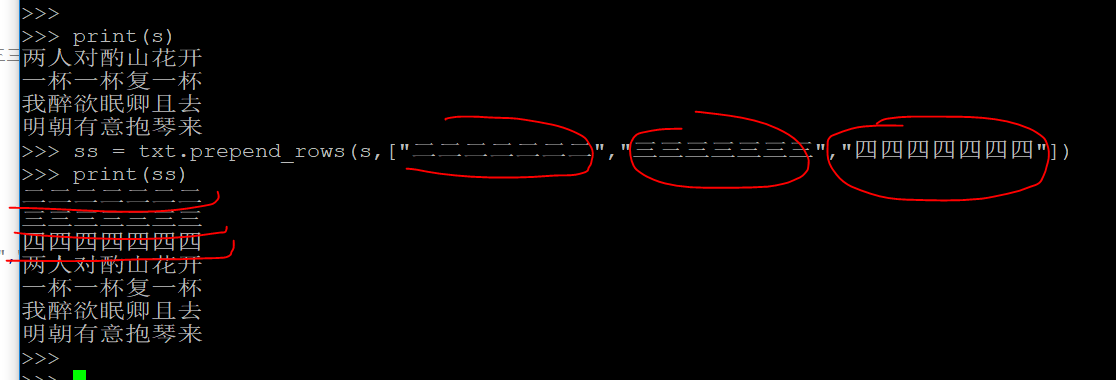 >>>
>>> print(s)
两人对酌山花开
一杯一杯复一杯
我醉欲眠卿且去
明朝有意抱琴来
>>> ss = txt.prepend_rows(s,["二二二二二二二","三三三三三三三","四四四四四四四"])
>>> print(ss)
二二二二二二二
三三三三三三三
四四四四四四四
两人对酌山花开
一杯一杯复一杯
我醉欲眠卿且去
明朝有意抱琴来
>>>
>>>